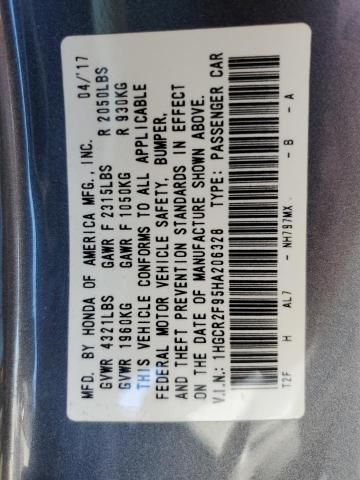 MFD. BY HONDA OF AMERICA MFG., INC. 04/'17
GVWR 4321LBS GAWR F 2315LBS R 2050LBS
GVWR 1960KG GAWR F 1050KG R 930KG
THIS VEHICLE CONFORMS TO ALL APPLICABLE
FEDERAL MOTOR VEHICLE SAFETY, BUMPER,
AND THEFT PREVENTION STANDARDS IN EFFECT
ON THE DATE OF MANUFACTURE SHOWN ABOVE.
V.I.N.: 1HGCR2F95HA206328 TYPE: PASSENGER CAR
T2F H AL7 - NH797MX - B - A